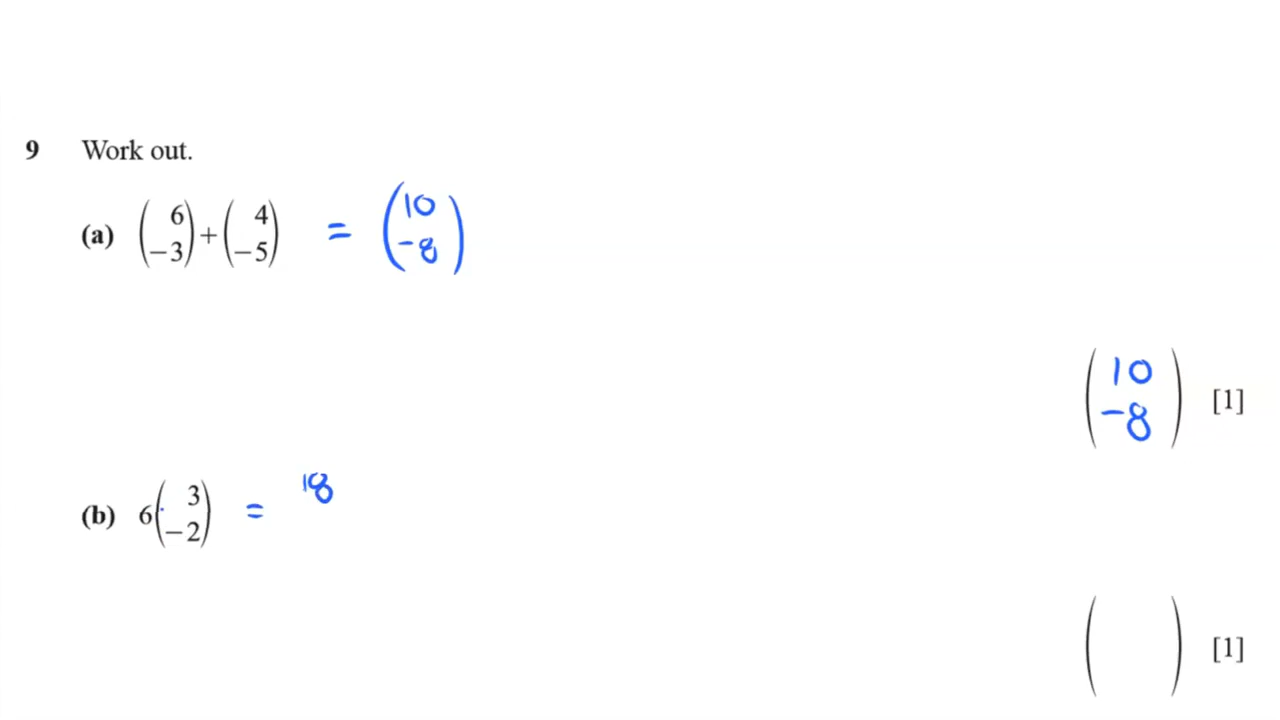 9 Work out.
(a) (6 −3) + (4 −5) = (10 −8)
(10 −8) [1]
(b) 6(3 −2) = 18
( ) [1]